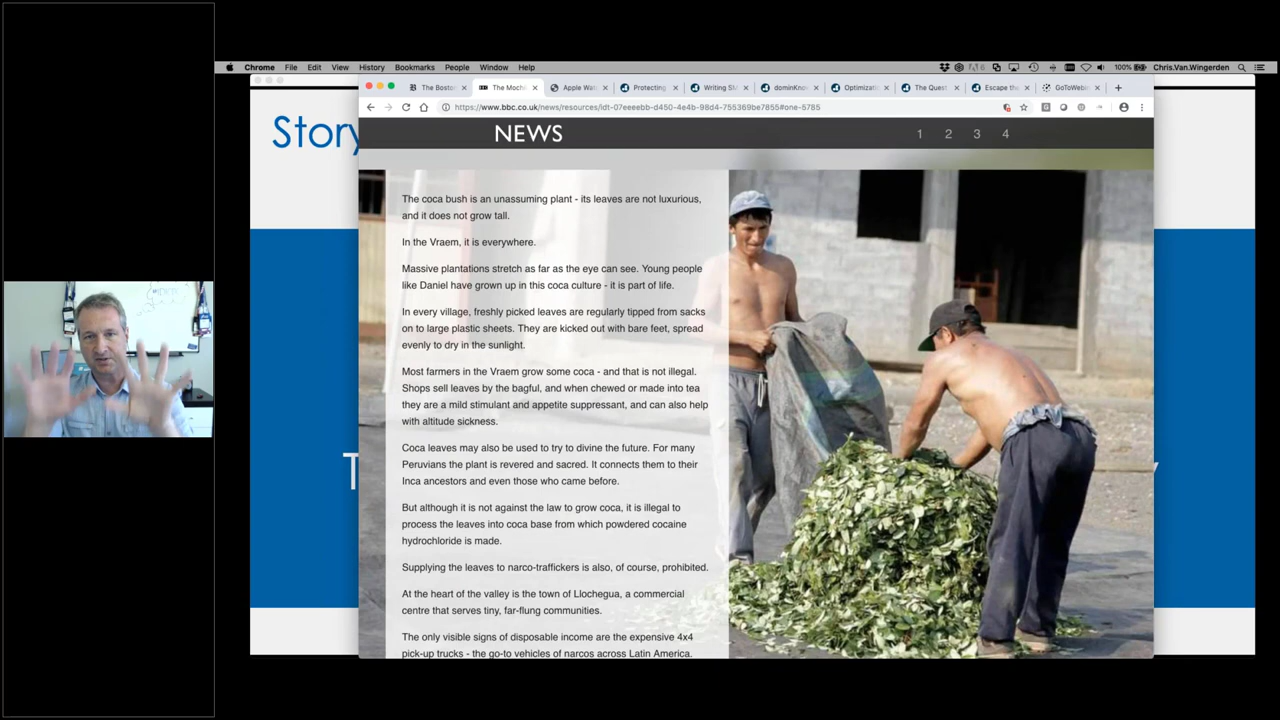 Chrome File Edit View History Bookmarks People Window Help 100% Chris.Van.Wingerden
The Boston The Moch Apple Wat Protecting Writing SM dominKno Optimizati The Quest Escape the GoToWebin
https://www.bbc.co.uk/news/resources/idt-07eeeebb-d450-4e4b-98d4-755369be7855#one-5785
Story
NEWS 1 2 3 4
The coca bush is an unassuming plant - its leaves are not luxurious,
and it does not grow tall.
In the Vraem, it is everywhere.
Massive plantations stretch as far as the eye can see. Young people
like Daniel have grown up in this coca culture - it is part of life.
In every village, freshly picked leaves are regularly tipped from sacks
on to large plastic sheets. They are kicked out with bare feet, spread
evenly to dry in the sunlight.
Most farmers in the Vraem grow some coca - and that is not illegal.
Shops sell leaves by the bagful, and when chewed or made into tea
they are a mild stimulant and appetite suppressant, and can also help
with altitude sickness.
Coca leaves may also be used to try to divine the future. For many
Peruvians the plant is revered and sacred. It connects them to their
Inca ancestors and even those who came before.
But although it is not against the law to grow coca, it is illegal to
process the leaves into coca base from which powdered cocaine
hydrochloride is made.
Supplying the leaves to narco-traffickers is also, of course, prohibited.
At the heart of the valley is the town of Llochegua, a commercial
centre that serves tiny, far-flung communities.
The only visible signs of disposable income are the expensive 4x4
pick-up trucks - the go-to vehicles of narcos across Latin America.